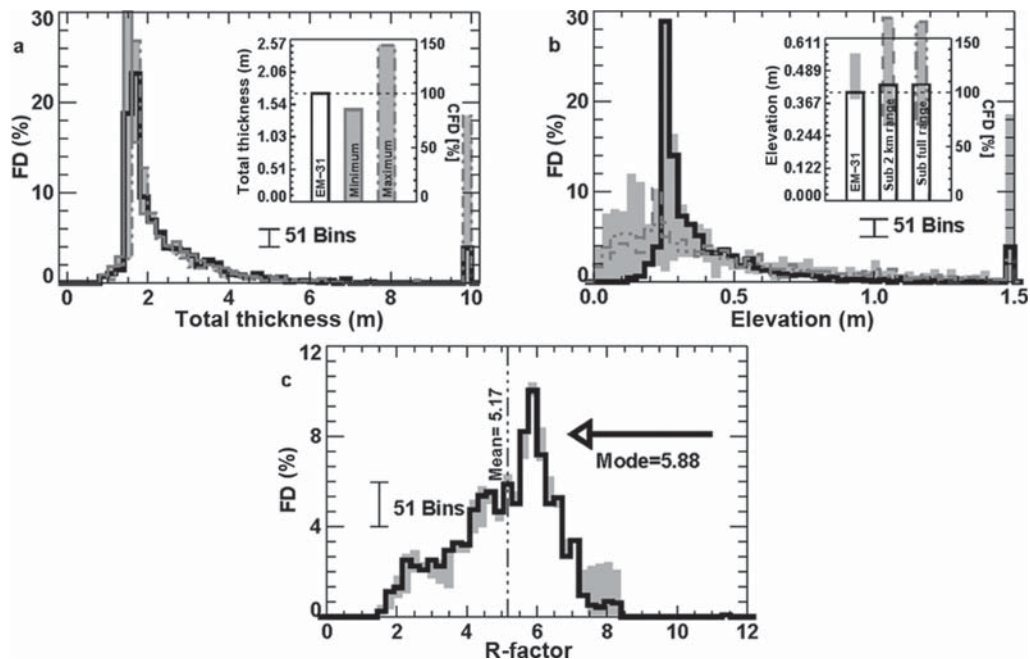 a
30
20
10
0
FD (%)
0 2 4 6 8 10
Total thickness (m)
51 Bins
2.57
2.06
1.54
1.03
0.51
0.00
Total thickness (m)
EM-31
Minimum
Maximum
150
100
50
0
CFD [%]
b
30
20
10
0
FD (%)
0.0 0.5 1.0 1.5
Elevation (m)
51 Bins
0.611
0.489
0.367
0.244
0.122
0.000
Elevation (m)
EM-31
Sub 2 km range
Sub full range
150
100
50
0
CFD [%]
c
12
8
4
0
FD (%)
0 2 4 6 8 10 12
R-factor
51 Bins
Mean= 5.17
Mode=5.88